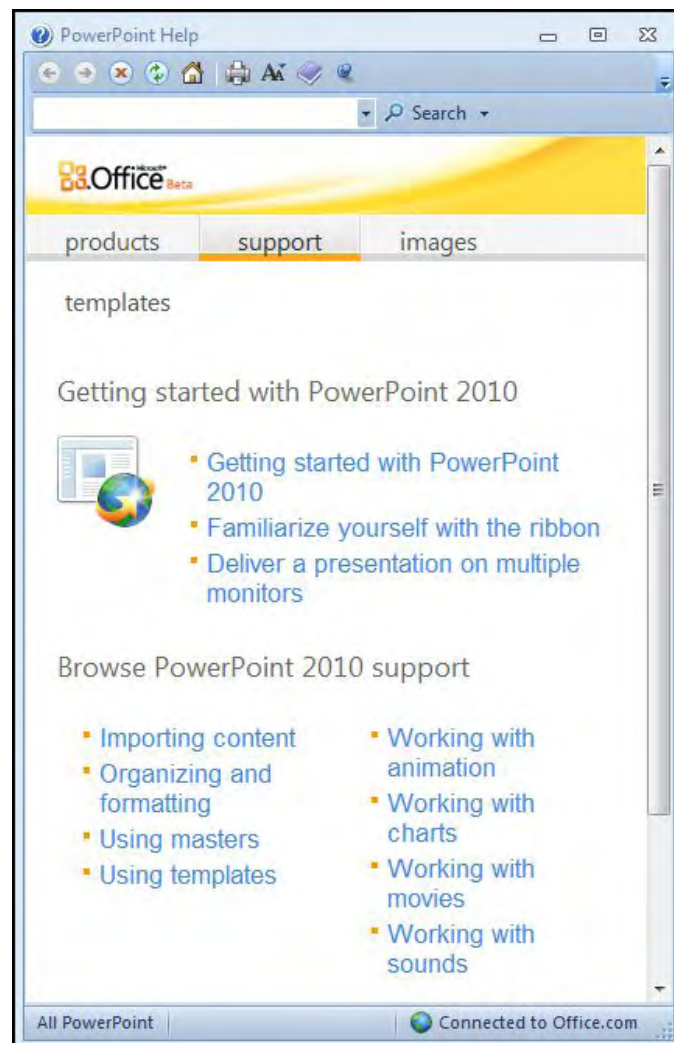 PowerPoint Help
Search
Microsoft®
Office Beta
products support images
templates
Getting started with PowerPoint 2010
Getting started with PowerPoint
2010
Familiarize yourself with the ribbon
Deliver a presentation on multiple
monitors
Browse PowerPoint 2010 support
Importing content
Organizing and
formatting
Using masters
Using templates
Working with
animation
Working with
charts
Working with
movies
Working with
sounds
All PowerPoint
Connected to Office.com